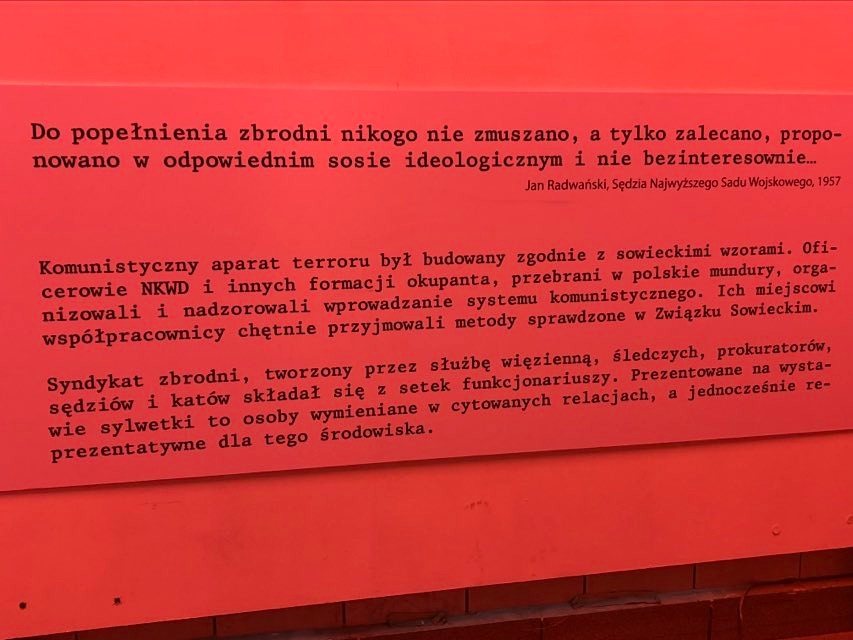 Do popełnienia zbrodni nikogo nie zmuszano, a tylko zalecano, propo-
nowano w odpowiednim sosie ideologicznym i nie bezinteresownie…
Jan Radwański, Sędzia Najwyższego Sadu Wojskowego, 1957
Komunistyczny aparat terroru był budowany zgodnie z sowieckimi wzorami. Ofi-
cerowie NKWD i innych formacji okupanta, przebrani w polskie mundury, orga-
nizowali i nadzorowali wprowadzanie systemu komunistycznego. Ich miejscowi
współpracownicy chętnie przyjmowali metody sprawdzone w Związku Sowieckim.
Syndykat zbrodni, tworzony przez służbę więzienną, śledczych, prokuratorów,
sędziów i katów składał się z setek funkcjonariuszy. Prezentowane na wysta-
wie sylwetki to osoby wymieniane w cytowanych relacjach, a jednocześnie re-
prezentatywne dla tego środowiska.